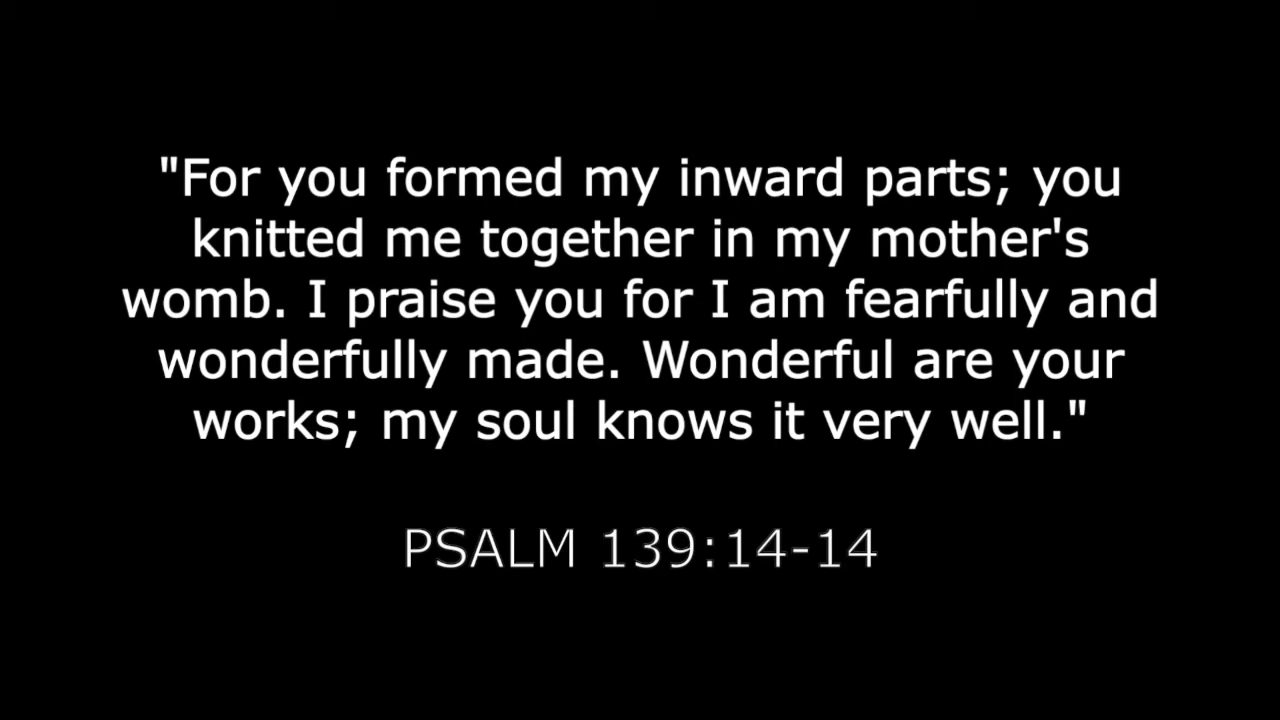 "For you formed my inward parts; you
knitted me together in my mother's
womb. I praise you for I am fearfully and
wonderfully made. Wonderful are your
works; my soul knows it very well."
PSALM 139:14-14